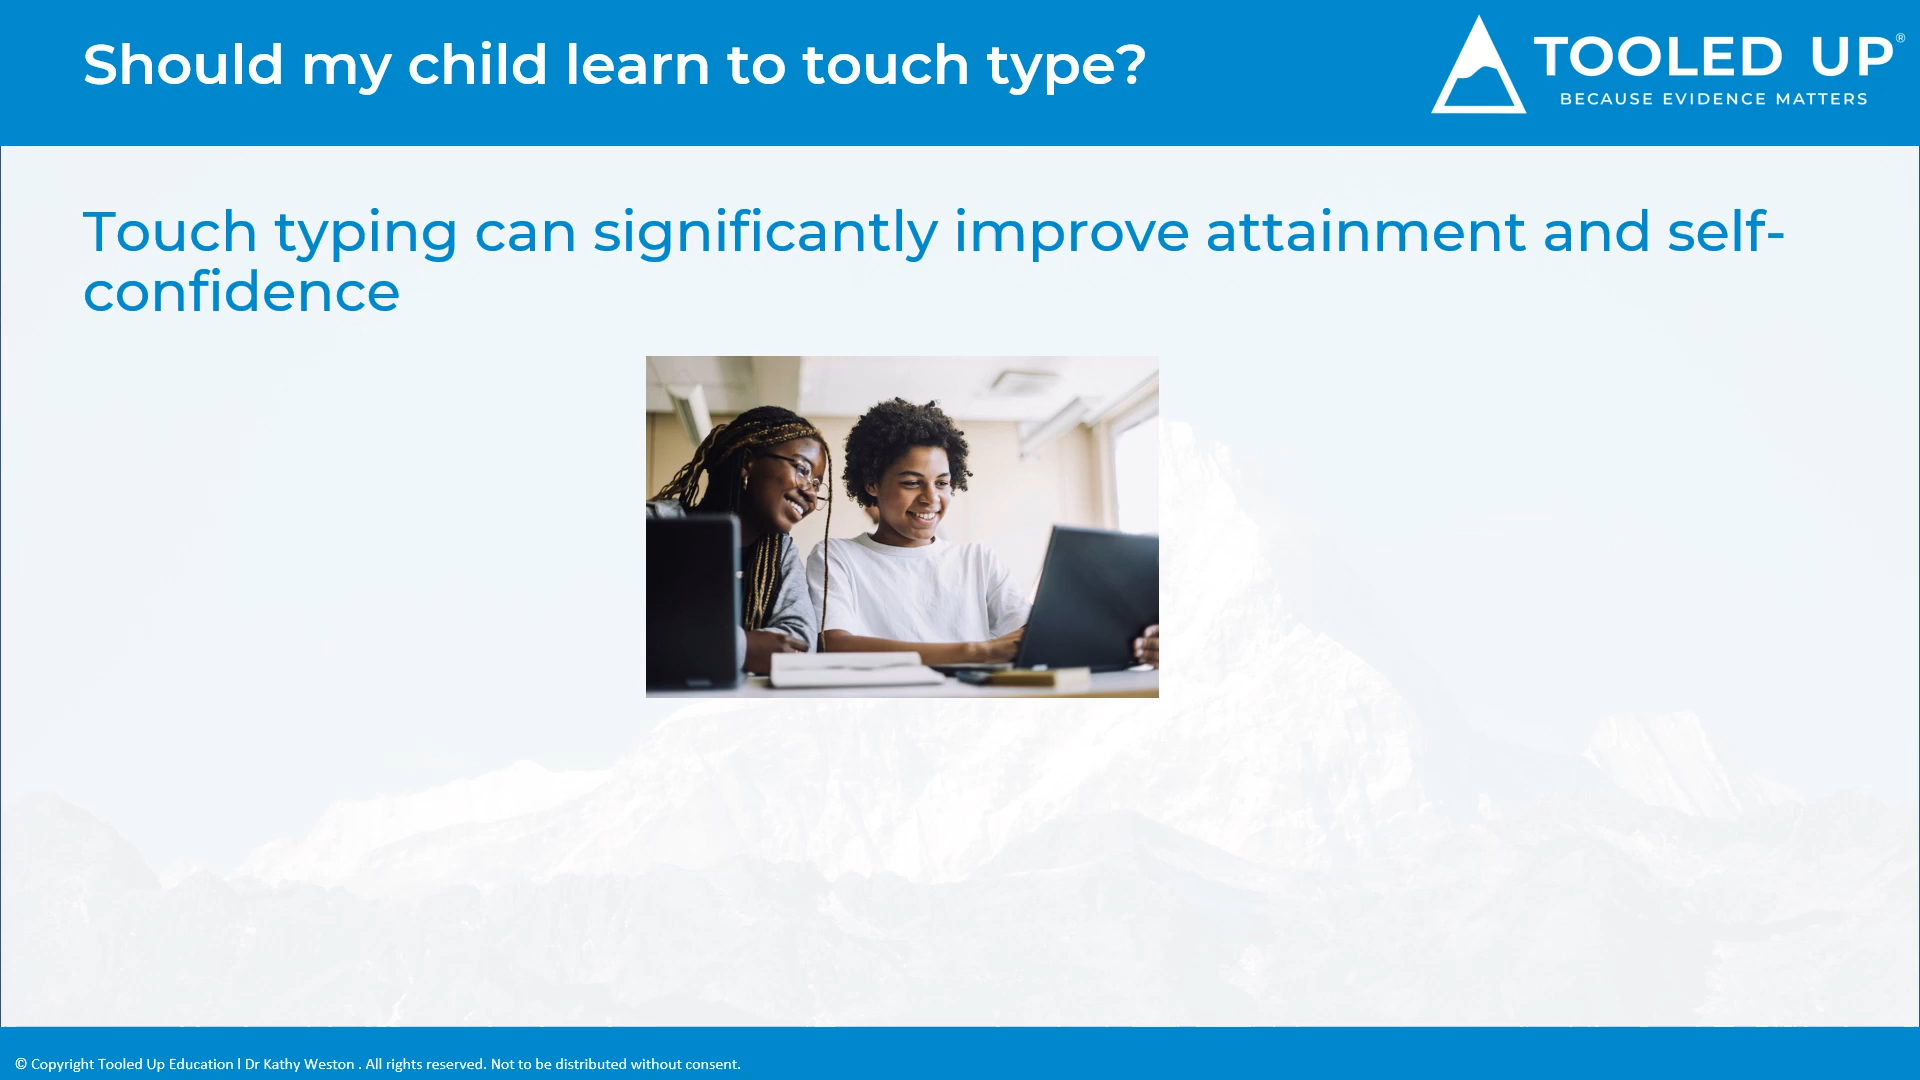 Should my child learn to touch type?
TOOLED UP®
BECAUSE EVIDENCE MATTERS
Touch typing can significantly improve attainment and self-
confidence
© Copyright Tooled Up Education l Dr Kathy Weston . All rights reserved. Not to be distributed without consent.